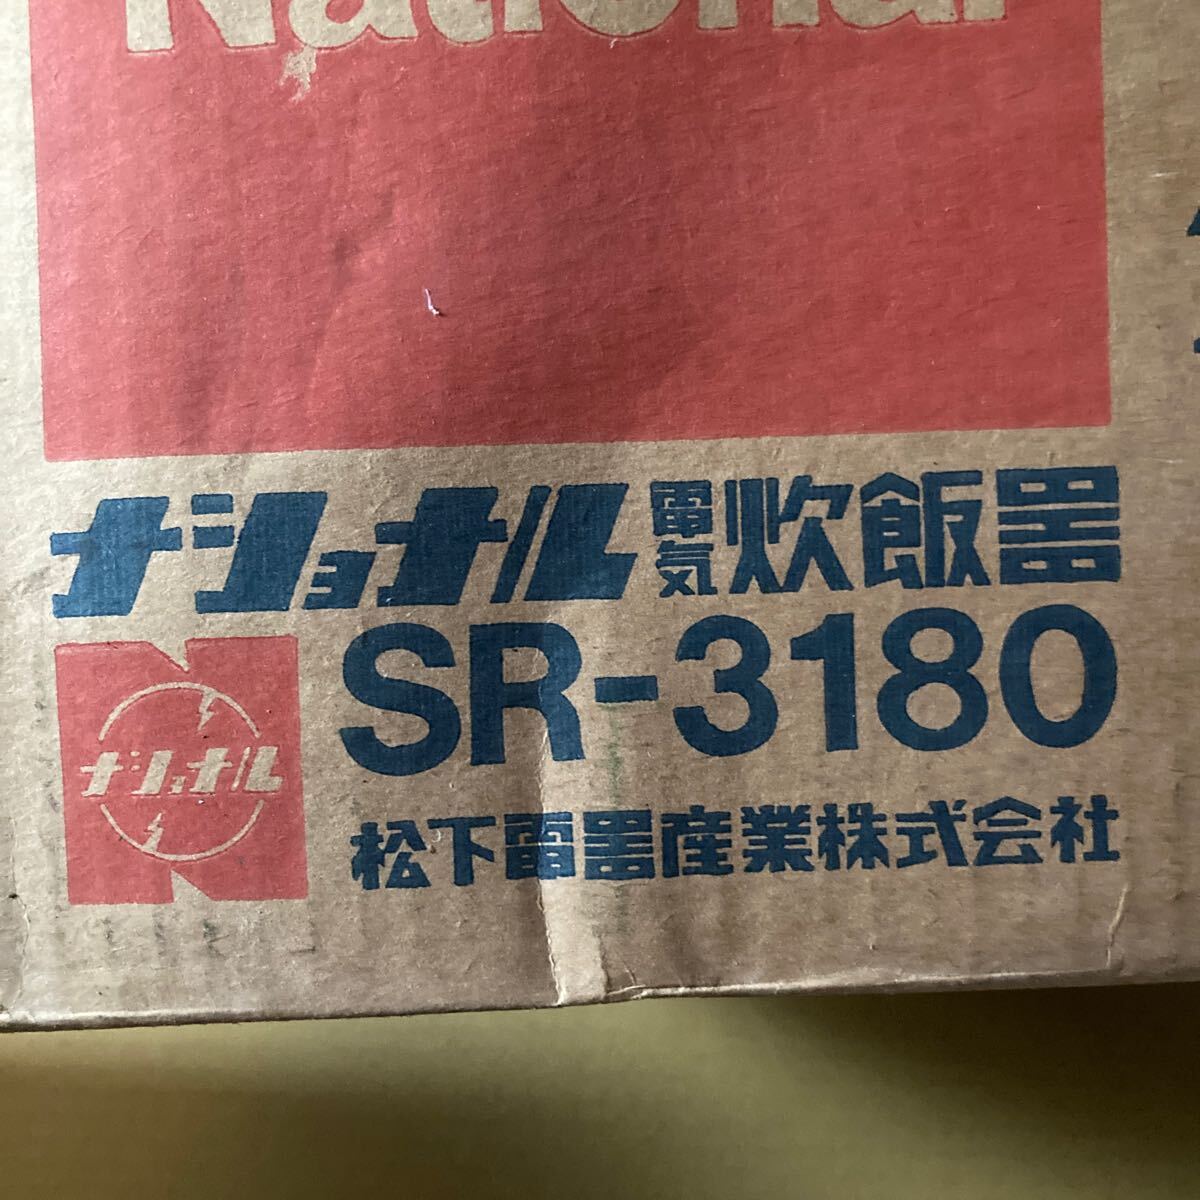 National
ナショナル 電気 炊飯器
SR-3180
ナショナル
松下電器産業株式会社